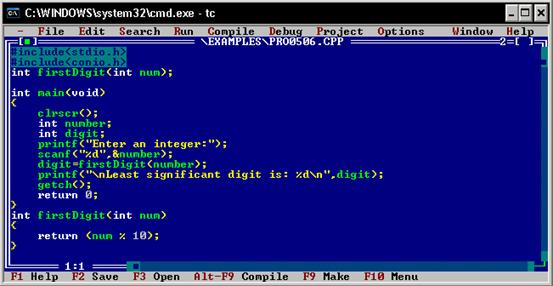 C:\WINDOWS\system32\cmd.exe - tc
- File Edit Search Run Compile Debug Project Options Window Help
[■] \EXAMPLES\PRO0506.CPP 2=[ ]
#include<stdio.h>
#include<conio.h>
int firstDigit(int num);
int main(void)
{
clrscr();
int number;
int digit;
printf("Enter an integer:");
scanf("%d",&number);
digit=firstDigit(number);
printf("\nLeast significant digit is: %d\n",digit);
getch();
return 0;
}
int firstDigit(int num)
{
return (num % 10);
}
1:1
F1 Help F2 Save F3 Open Alt-F9 Compile F9 Make F10 Menu